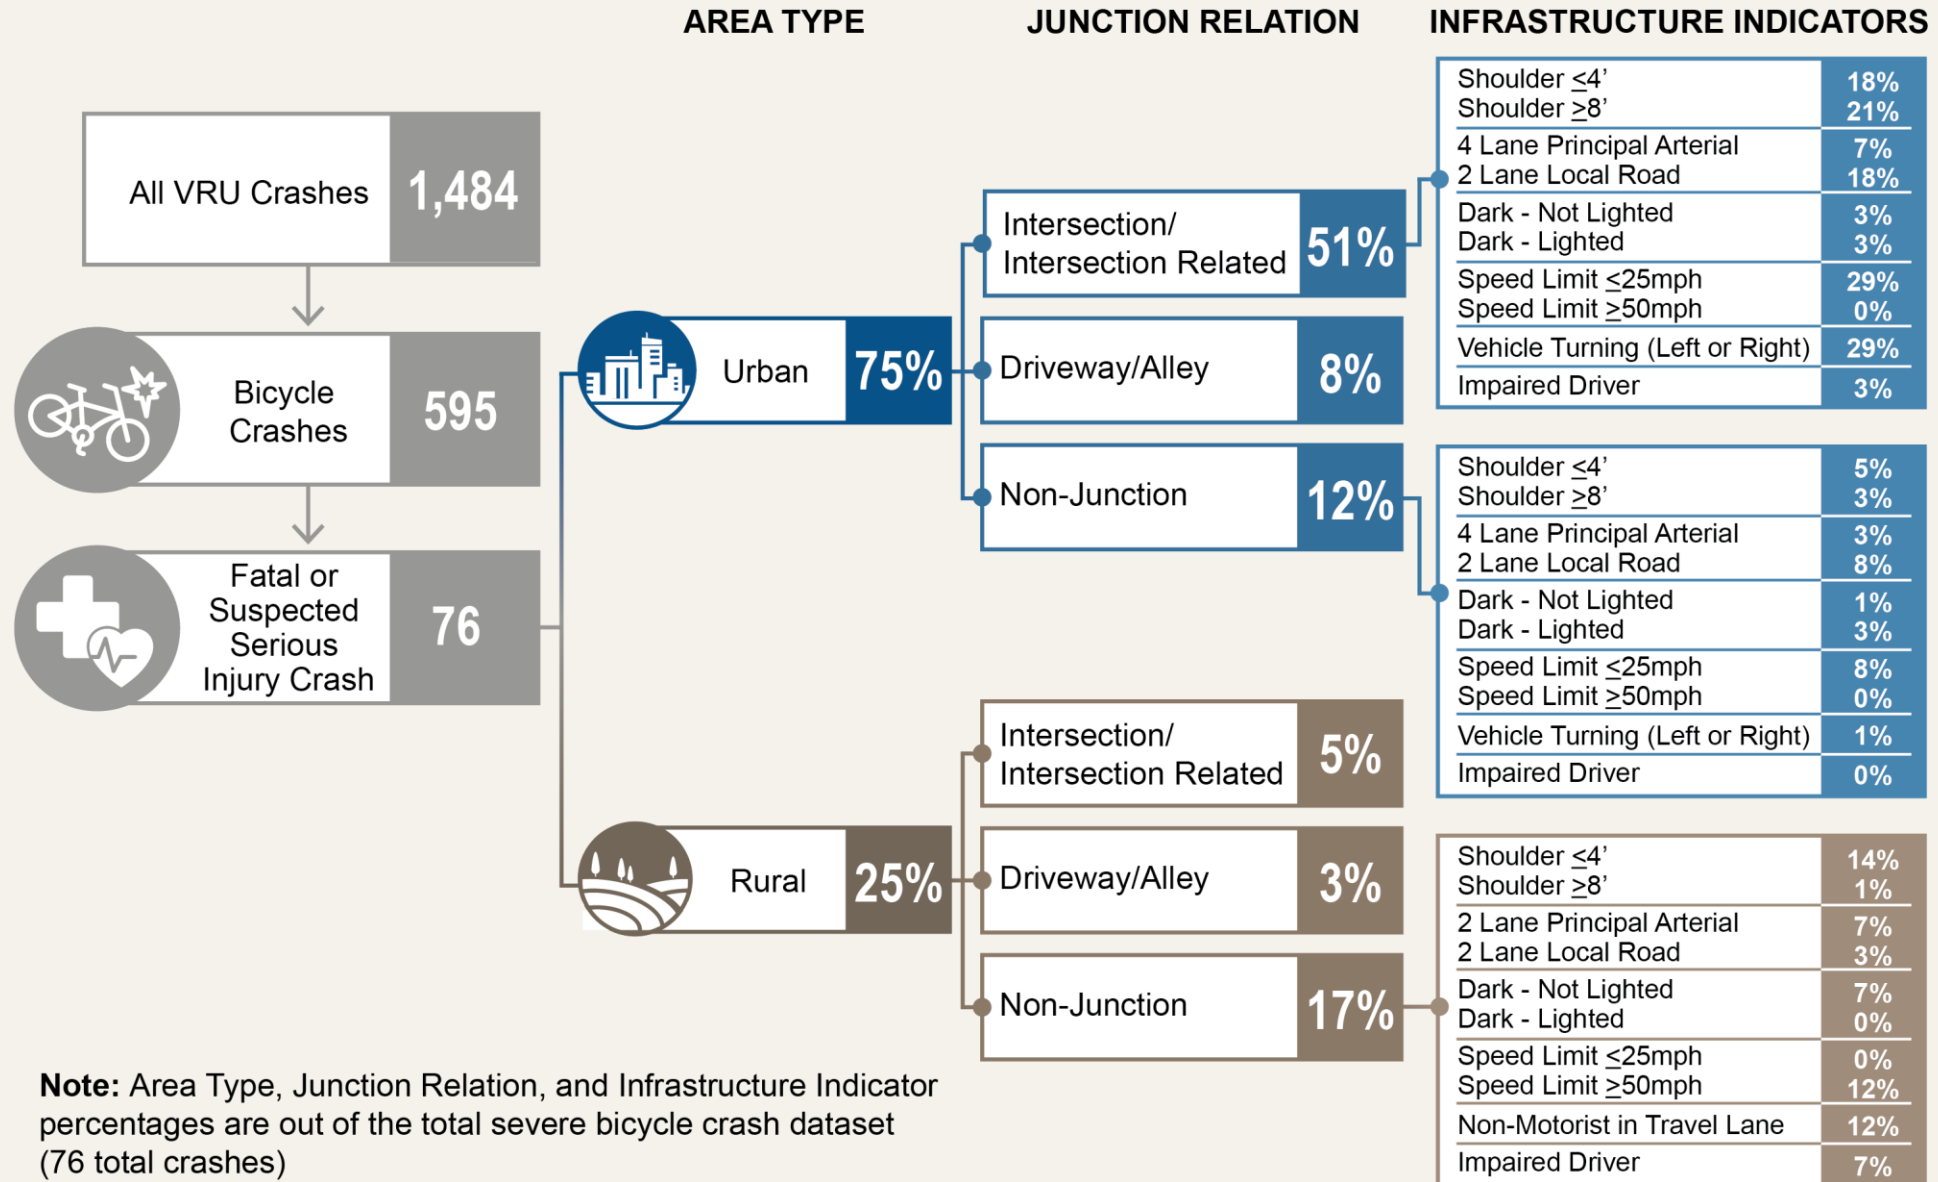 AREA TYPE
JUNCTION RELATION
INFRASTRUCTURE INDICATORS
All VRU Crashes
1,484
Bicycle
Crashes
595
Fatal or
Suspected
Serious
Injury Crash
76
Urban
75%
Intersection/
Intersection Related
51%
Driveway/Alley
8%
Non-Junction
12%
Shoulder ≤4’ 18%
Shoulder ≥8’ 21%
4 Lane Principal Arterial 7%
2 Lane Local Road 18%
Dark - Not Lighted 3%
Dark - Lighted 3%
Speed Limit ≤25mph 29%
Speed Limit ≥50mph 0%
Vehicle Turning (Left or Right) 29%
Impaired Driver 3%
Shoulder ≤4’ 5%
Shoulder ≥8’ 3%
4 Lane Principal Arterial 3%
2 Lane Local Road 8%
Dark - Not Lighted 1%
Dark - Lighted 3%
Speed Limit ≤25mph 8%
Speed Limit ≥50mph 0%
Vehicle Turning (Left or Right) 1%
Impaired Driver 0%
Rural
25%
Intersection/
Intersection Related
5%
Driveway/Alley
3%
Non-Junction
17%
Shoulder ≤4’ 14%
Shoulder ≥8’ 1%
2 Lane Principal Arterial 7%
2 Lane Local Road 3%
Dark - Not Lighted 7%
Dark - Lighted 0%
Speed Limit ≤25mph 0%
Speed Limit ≥50mph 12%
Non-Motorist in Travel Lane 12%
Impaired Driver 7%
Note: Area Type, Junction Relation, and Infrastructure Indicator
percentages are out of the total severe bicycle crash dataset
(76 total crashes)